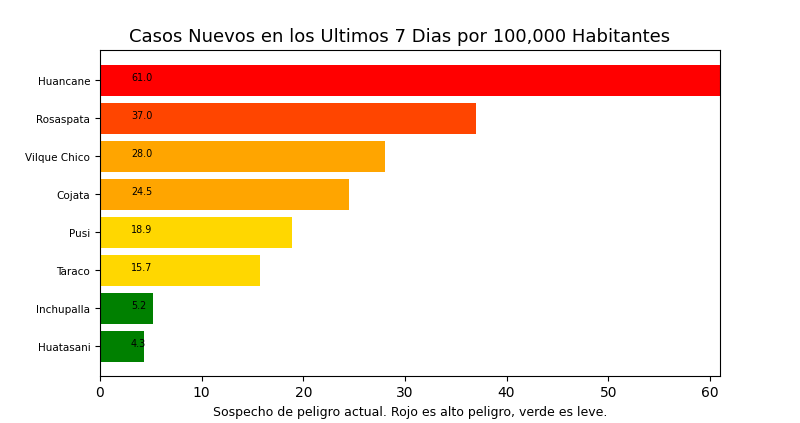 Casos Nuevos en los Ultimos 7 Dias por 100,000 Habitantes
Huancane 61.0
Rosaspata 37.0
Vilque Chico 28.0
Cojata 24.5
Pusi 18.9
Taraco 15.7
Inchupalla 5.2
Huatasani 4.3
0 10 20 30 40 50 60
Sospecho de peligro actual. Rojo es alto peligro, verde es leve.